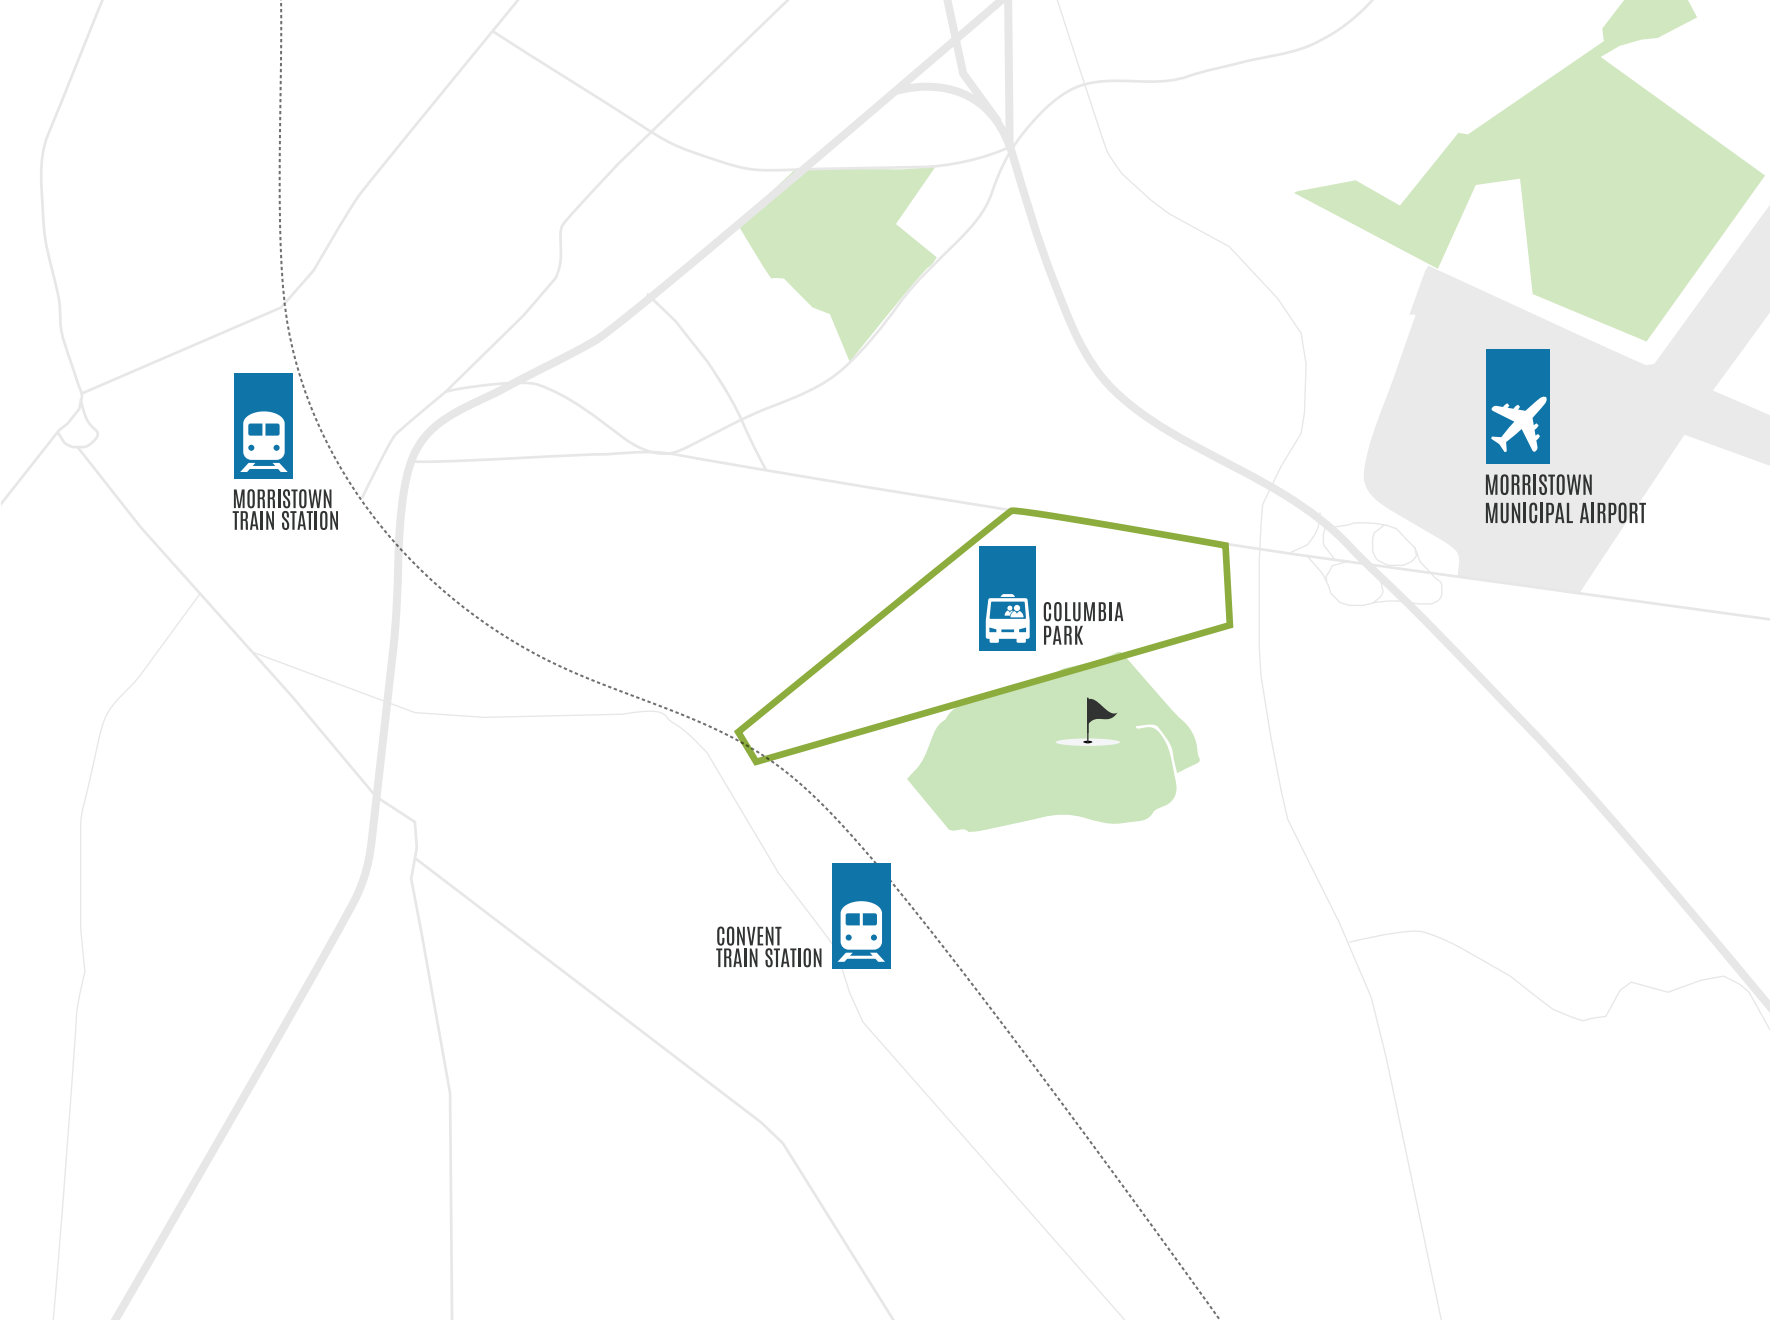 MORRISTOWN
TRAIN STATION
MORRISTOWN
MUNICIPAL AIRPORT
COLUMBIA
PARK
CONVENT
TRAIN STATION